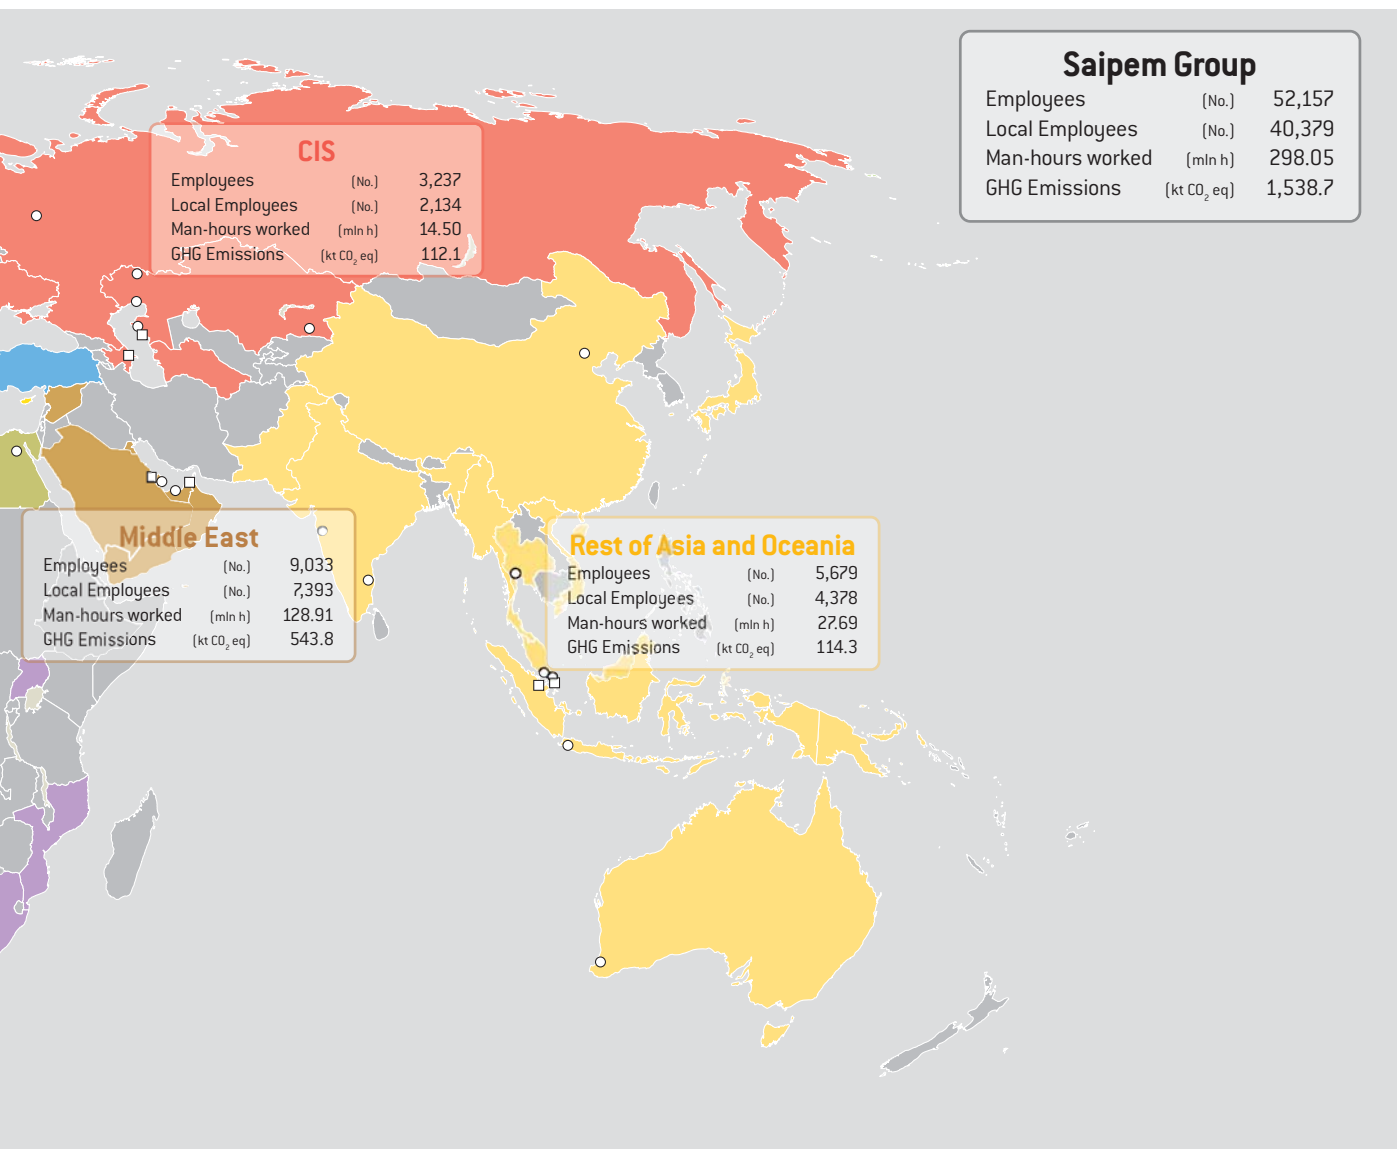 Saipem Group
Employees (No.) 52,157
Local Employees (No.) 40,379
Man-hours worked (mln h) 298.05
GHG Emissions (kt CO2 eq) 1,538.7
CIS
Employees (No.) 3,237
Local Employees (No.) 2,134
Man-hours worked (mln h) 14.50
GHG Emissions (kt CO2 eq) 112.1
Middle East
Employees (No.) 9,033
Local Employees (No.) 7,393
Man-hours worked (mln h) 128.91
GHG Emissions (kt CO2 eq) 543.8
Rest of Asia and Oceania
Employees (No.) 5,679
Local Employees (No.) 4,378
Man-hours worked (mln h) 27.69
GHG Emissions (kt CO2 eq) 114.3